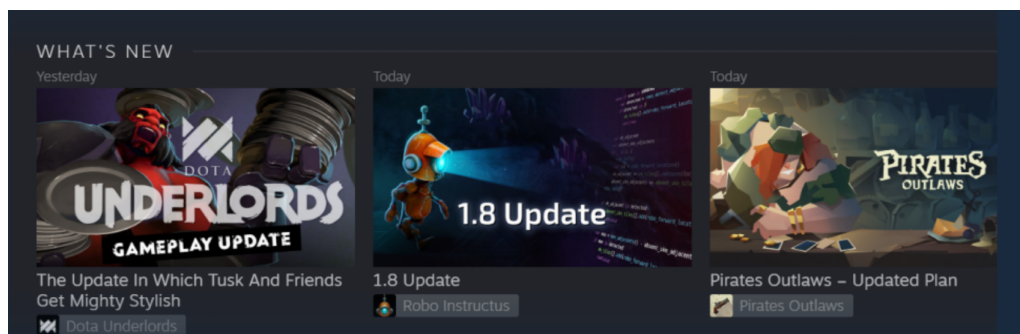 WHAT'S NEW
Yesterday
DOTA
UNDERLORDS
GAMEPLAY UPDATE
The Update In Which Tusk And Friends
Get Mighty Stylish
Dota Underlords
Today
1.8 Update
1.8 Update
Robo Instructus
Today
PIRATES
OUTLAWS
Pirates Outlaws – Updated Plan
Pirates Outlaws